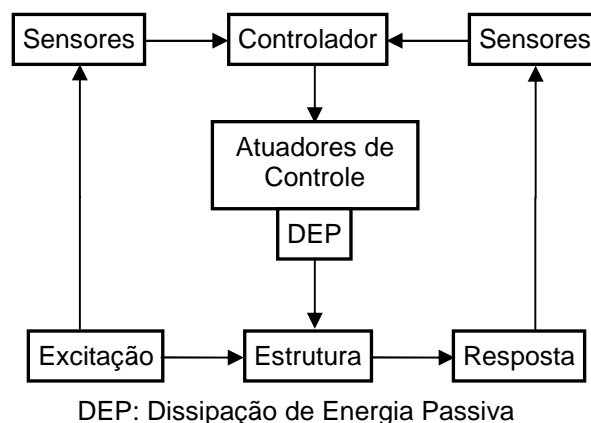 Sensores
Controlador
Sensores
Atuadores de
Controle
DEP
Excitação
Estrutura
Resposta
DEP: Dissipação de Energia Passiva